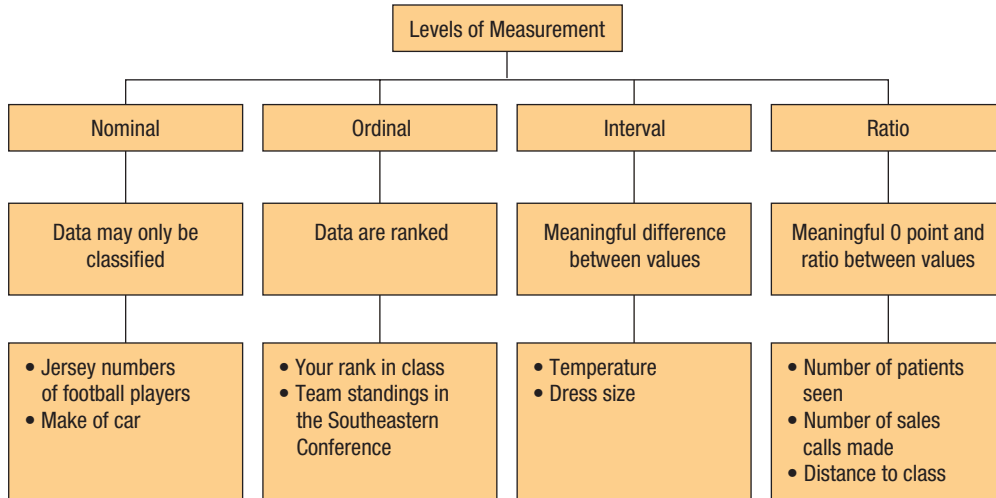 Levels of Measurement
Nominal
Ordinal
Interval
Ratio
Data may only be
classified
Data are ranked
Meaningful difference
between values
Meaningful 0 point and
ratio between values
• Jersey numbers
of football players
• Make of car
• Your rank in class
• Team standings in
the Southeastern
Conference
• Temperature
• Dress size
• Number of patients
seen
• Number of sales
calls made
• Distance to class